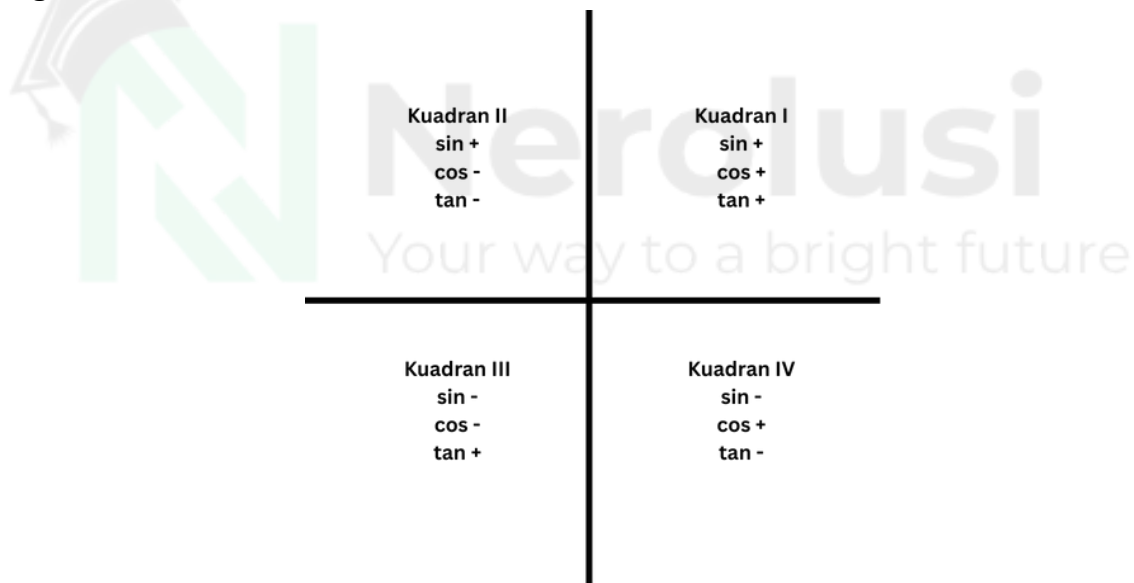 Nerolusi
Your way to a bright future
Kuadran II
sin +
cos -
tan -
Kuadran I
sin +
cos +
tan +
Kuadran III
sin -
cos -
tan +
Kuadran IV
sin -
cos +
tan -